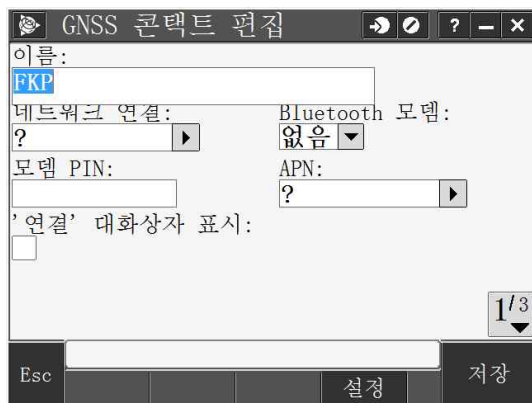 GNSS 콘택트 편집 ? – ×
이름:
FKP
네트워크 연결: Bluetooth 모뎀:
? 없음
모뎀 PIN: APN:
?
'연결' 대화상자 표시:
1/3
Esc 설정 저장